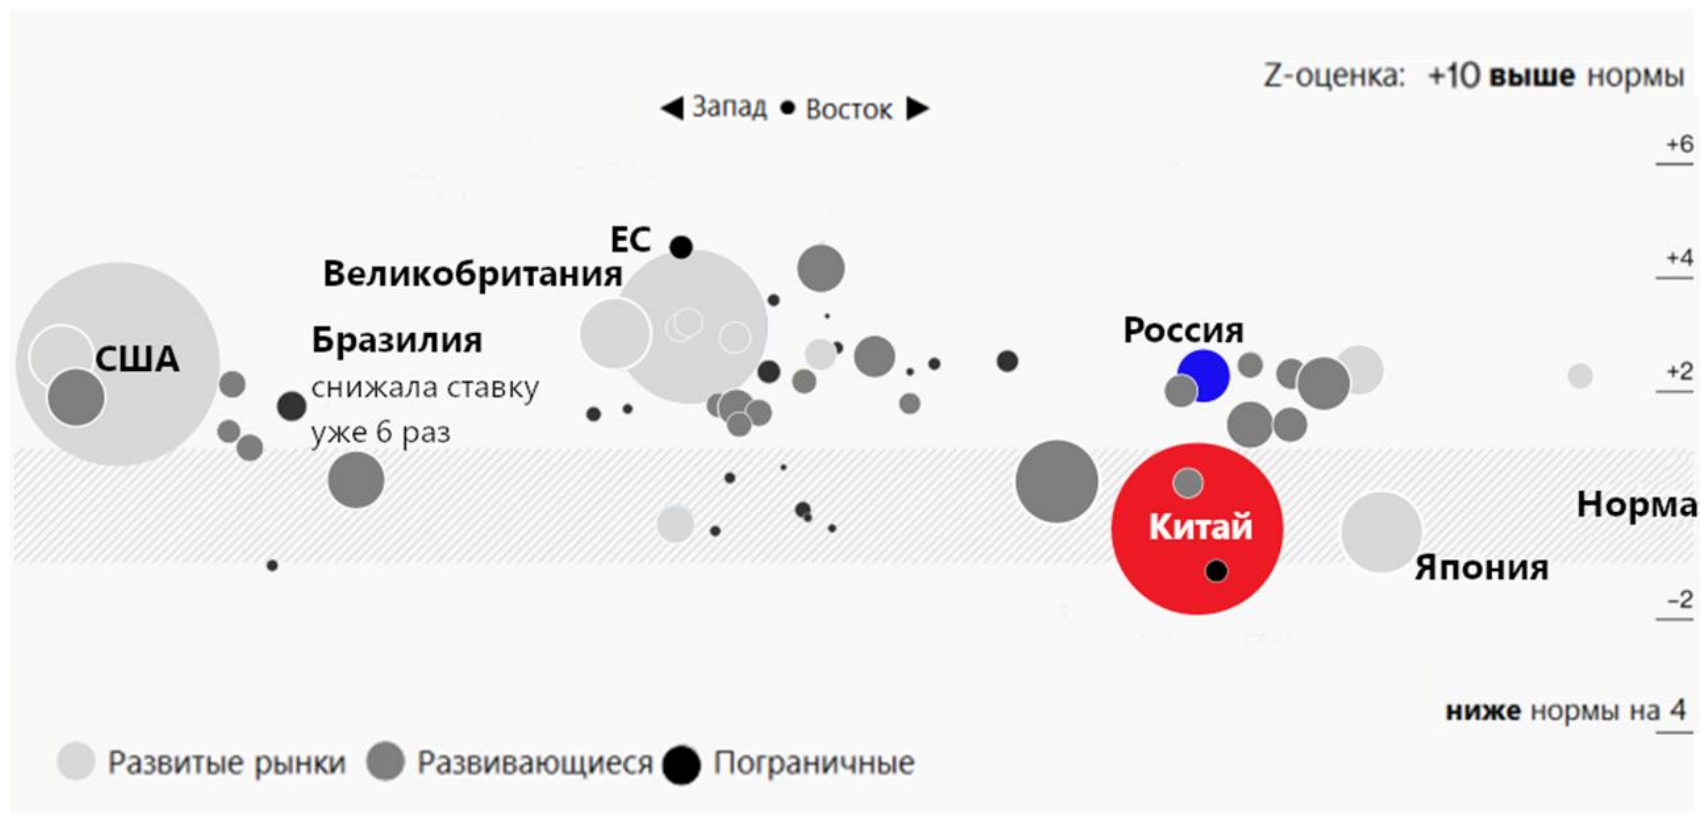 Z-оценка: +10 выше нормы
◀ Запад ● Восток ▶
+6
ЕС
+4
Великобритания
Россия
Бразилия
США
+2
снижала ставку
уже 6 раз
Норма
Китай
Япония
−2
ниже нормы на 4
Развитые рынки
Развивающиеся
Пограничные